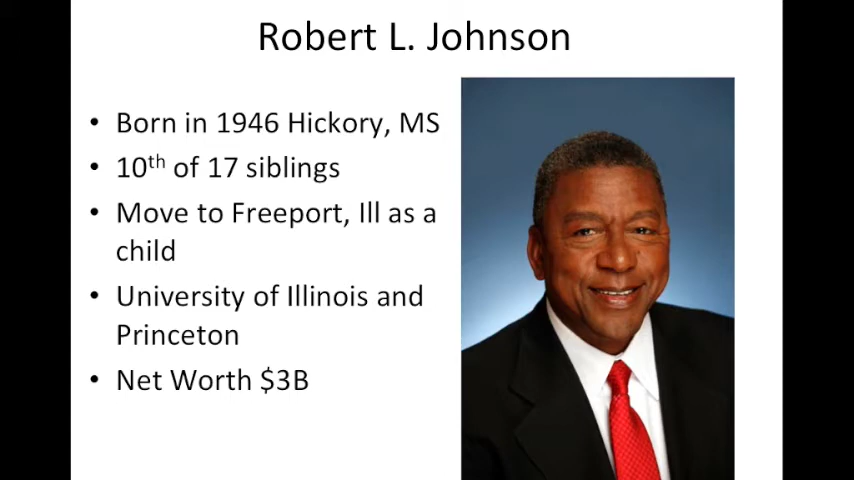 Robert L. Johnson
• Born in 1946 Hickory, MS
• 10th of 17 siblings
• Move to Freeport, Ill as a
child
• University of Illinois and
Princeton
• Net Worth $3B